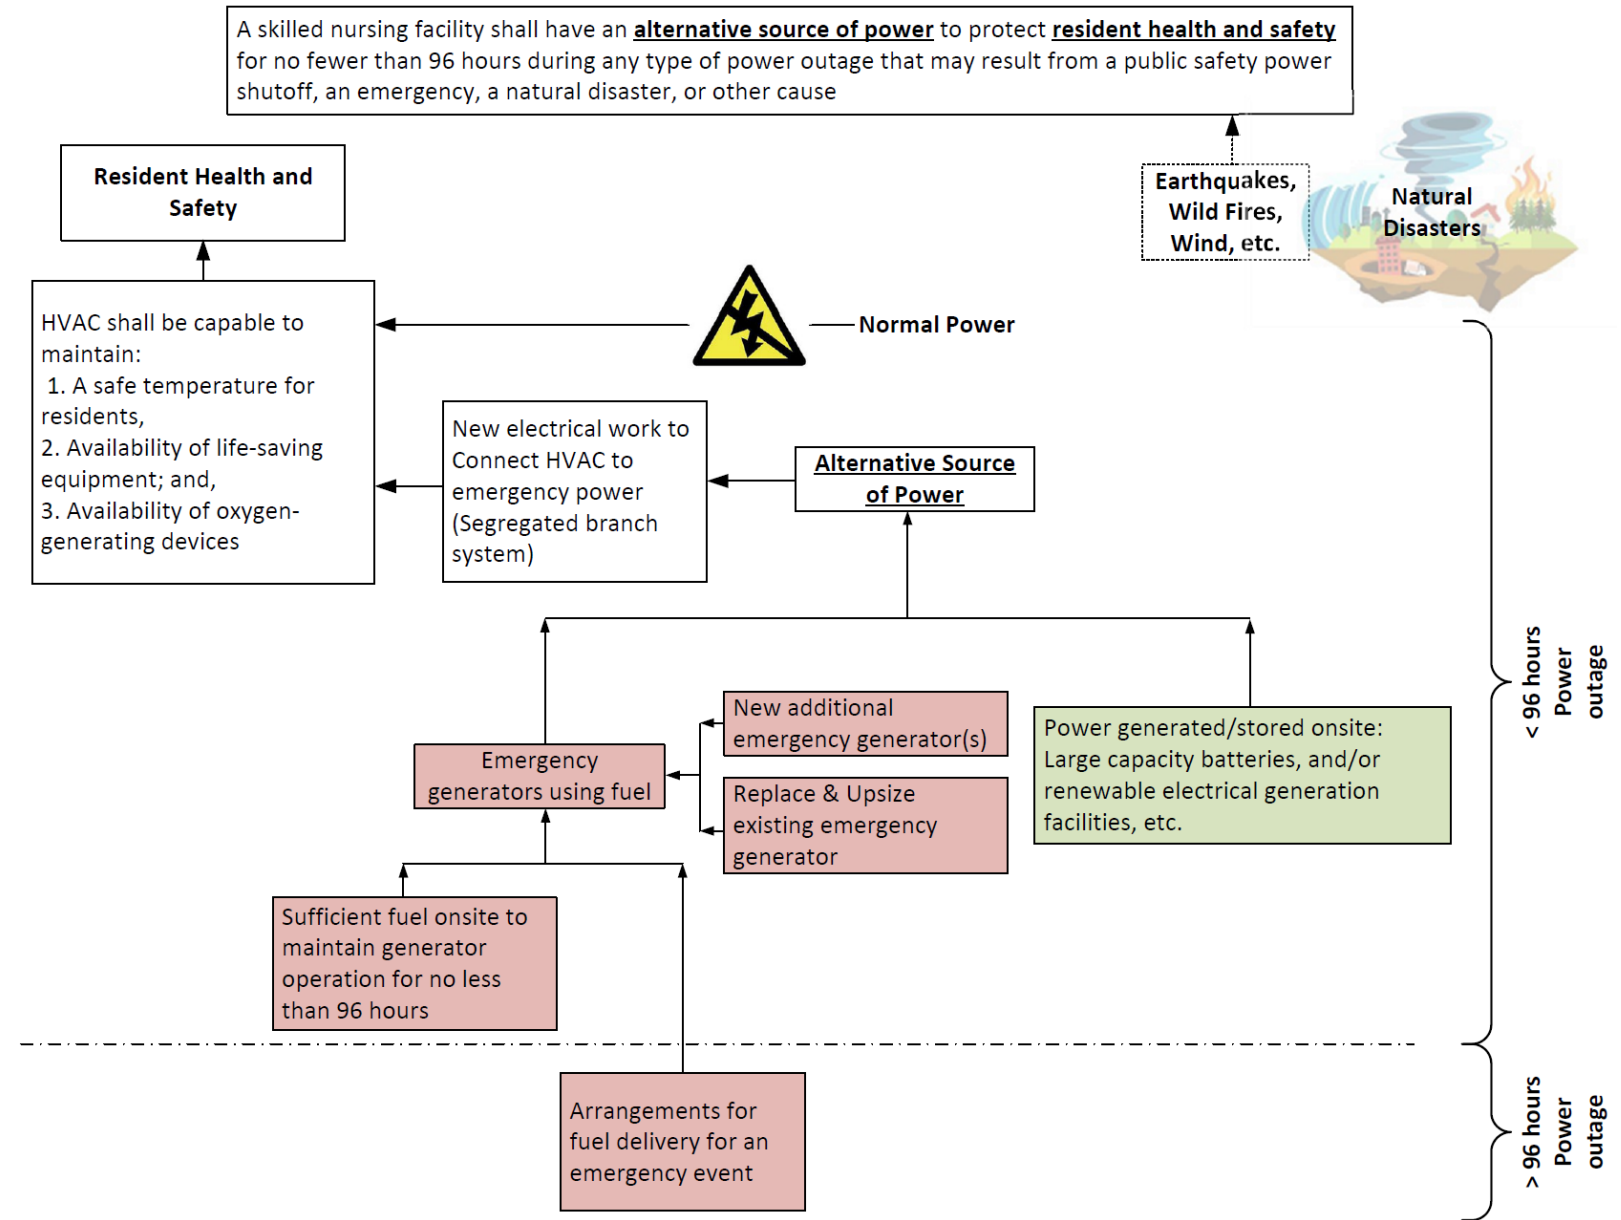 A skilled nursing facility shall have an alternative source of power to protect resident health and safety
for no fewer than 96 hours during any type of power outage that may result from a public safety power
shutoff, an emergency, a natural disaster, or other cause
Resident Health and
Safety
Earthquakes,
Wild Fires,
Wind, etc.
Natural
Disasters
HVAC shall be capable to
maintain:
1. A safe temperature for
residents,
2. Availability of life-saving
equipment; and,
3. Availability of oxygen-
generating devices
Normal Power
New electrical work to
Connect HVAC to
emergency power
(Segregated branch
system)
Alternative Source
of Power
< 96 hours
Power
outage
Emergency
generators using fuel
New additional
emergency generator(s)
Replace & Upsize
existing emergency
generator
Power generated/stored onsite:
Large capacity batteries, and/or
renewable electrical generation
facilities, etc.
Sufficient fuel onsite to
maintain generator
operation for no less
than 96 hours
Arrangements for
fuel delivery for an
emergency event
> 96 hours
Power
outage